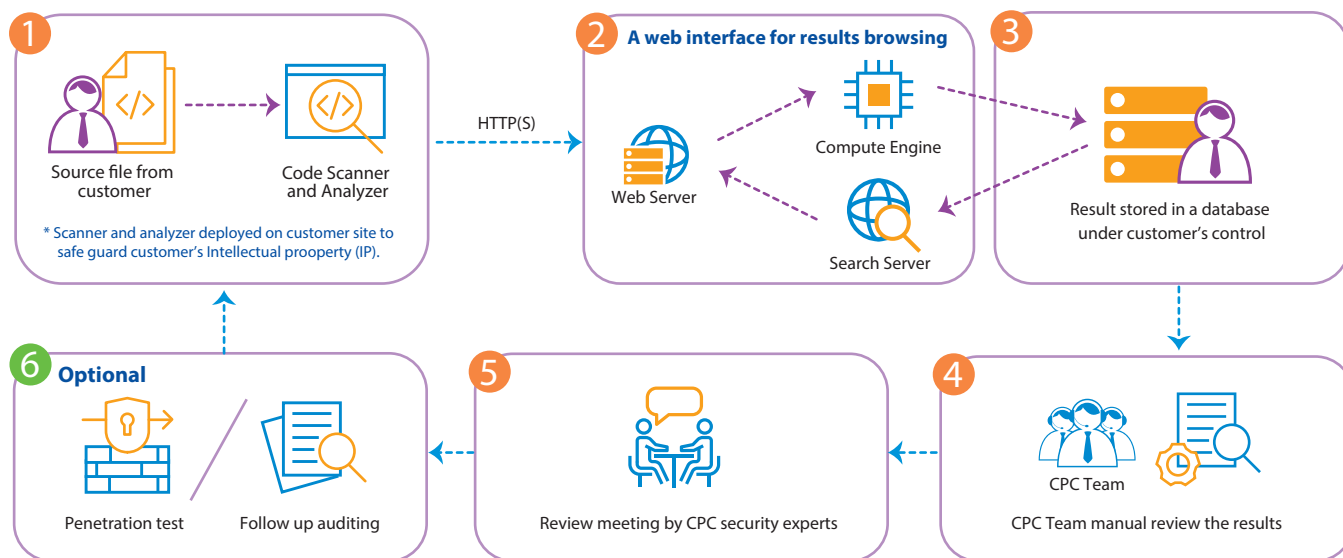 1
</>
</>
Source file from
customer
Code Scanner
and Analyzer
* Scanner and analyzer deployed on customer site to
safe guard customer's Intellectual prooperty (IP).
HTTP(S)
2
A web interface for results browsing
Web Server
Compute Engine
Search Server
3
Result stored in a database
under customer's control
4
CPC Team
CPC Team manual review the results
5
Review meeting by CPC security experts
6
Optional
Penetration test
Follow up auditing